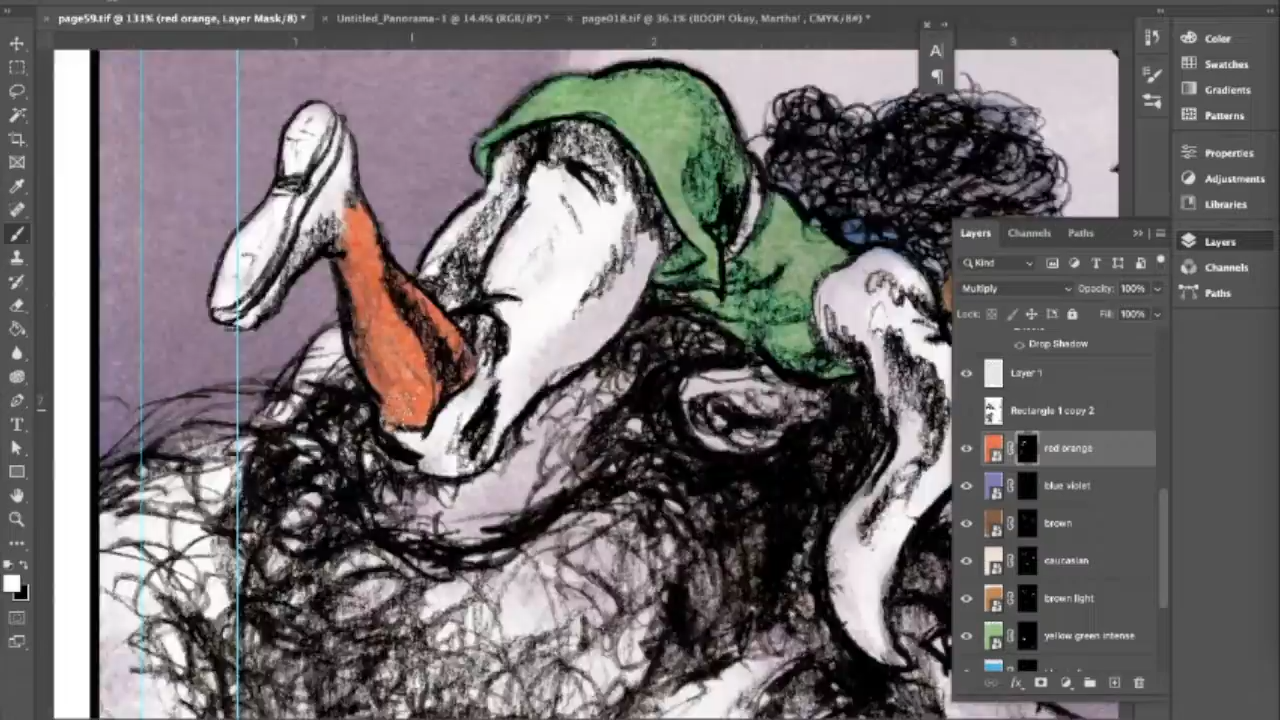 page59.tif @ 131% (red orange, Layer Mask/8) *
Untitled_Panorama-1 @ 14.4% (RGB/8*) *
page018.tif @ 36.1% (BOOP! Okay, Martha! , CMYK/8#) *
1
2
3
Color
Swatches
Gradients
Patterns
Properties
Adjustments
Libraries
Layers
Channels
Paths
Layers Channels Paths
Kind
Multiply Opacity: 100%
Lock: Fill: 100%
Drop Shadow
Layer 1
Rectangle 1 copy 2
red orange
blue violet
brown
caucasian
brown light
yellow green intense